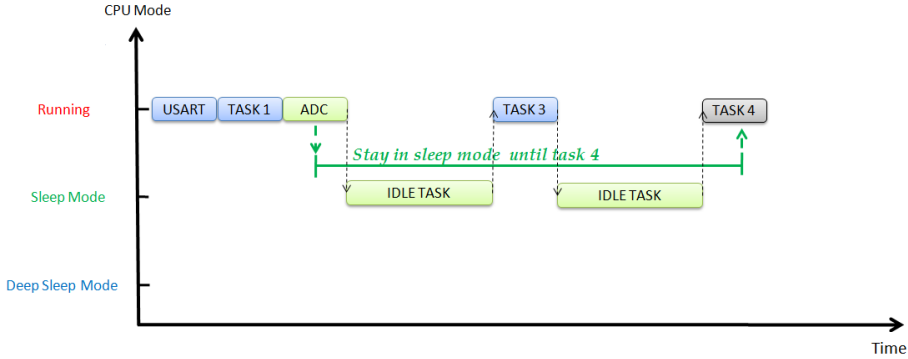 CPU Mode
Running
USART
TASK 1
ADC
TASK 3
TASK 4
Stay in sleep mode until task 4
Sleep Mode
IDLE TASK
IDLE TASK
Deep Sleep Mode
Time